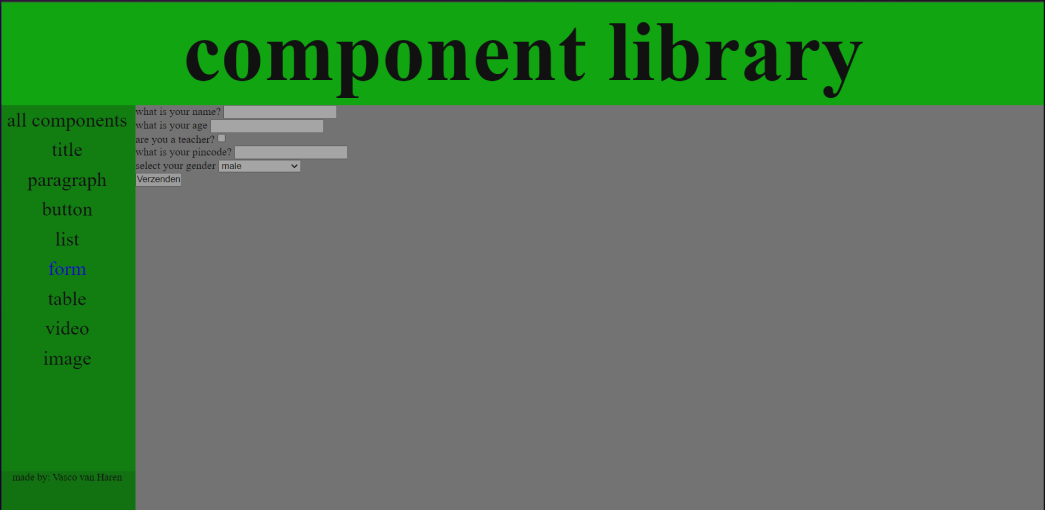 component library
all components
title
paragraph
button
list
form
table
video
image
made by: Vasco van Haren
what is your name?
what is your age
are you a teacher?
what is your pincode?
select your gender male
Verzenden